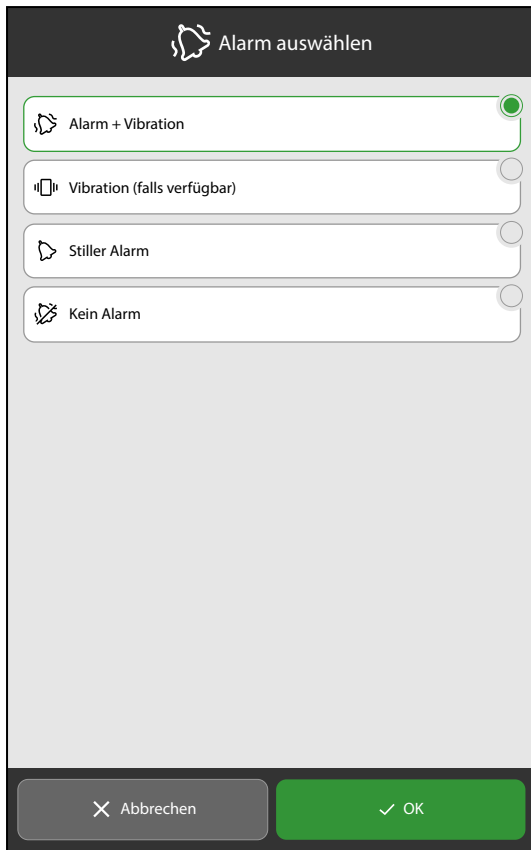 Alarm auswählen
Alarm + Vibration
Vibration (falls verfügbar)
Stiller Alarm
Kein Alarm
Abbrechen
OK